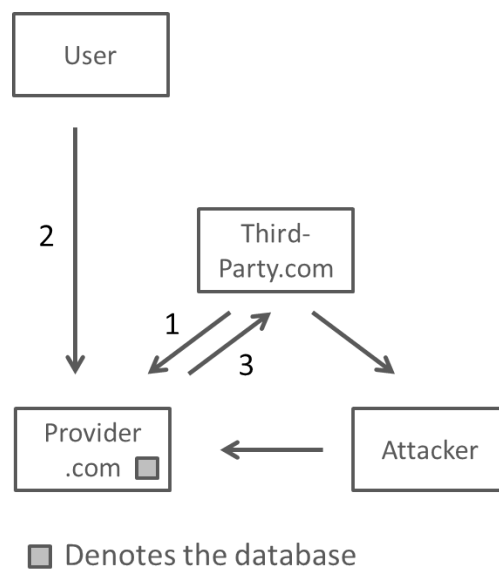 User
2
Third-
Party.com
1
3
Provider
.com
Attacker
Denotes the database